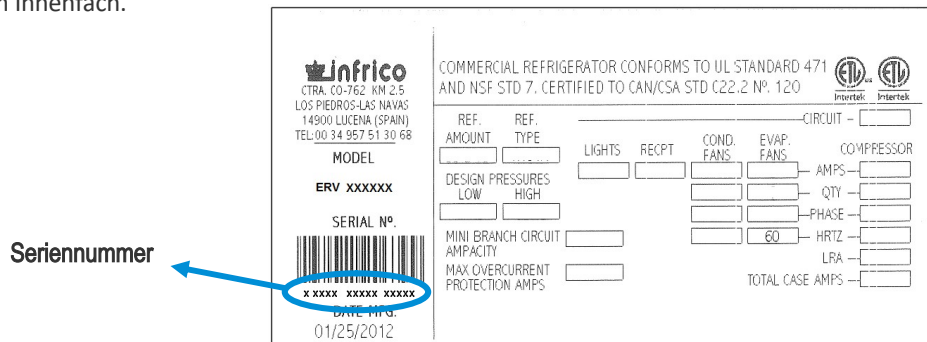 Innenfach.
infrico
CTRA. CO-762 KM 2.5
LOS PIEDROS-LAS NAVAS
14900 LUCENA (SPAIN)
TEL:00 34 957 51 30 68
MODEL
ERV XXXXXX
SERIAL Nº.
X XXXX XXXXX XXXXX
DATE MFG.
01/25/2012
Seriennummer
COMMERCIAL REFRIGERATOR CONFORMS TO UL STANDARD 471
AND NSF STD 7. CERTIFIED TO CAN/CSA STD C22.2 Nº. 120
ETL US Intertek
ETL Intertek
REF. AMOUNT
REF. TYPE
DESIGN PRESSURES
LOW HIGH
MINI BRANCH CIRCUIT
AMPACITY
MAX OVERCURRENT
PROTECTION AMPS
LIGHTS RECPT COND. FANS EVAP. FANS
CIRCUIT
COMPRESSOR
AMPS
QTY
PHASE
60 HRTZ
LRA
TOTAL CASE AMPS